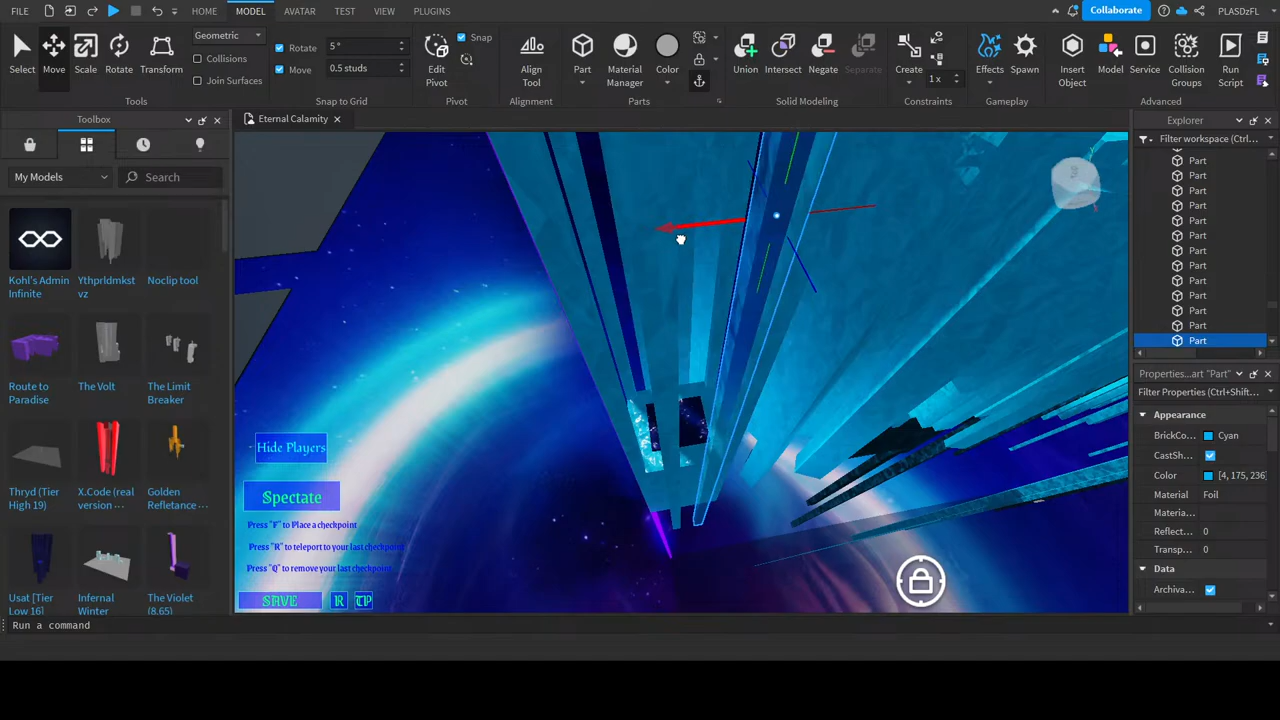 FILE HOME MODEL AVATAR TEST VIEW PLUGINS Collaborate PLASDzFL
Select Move Scale Rotate Transform
Geometric
Collisions
Join Surfaces
Tools
Rotate 5 °
Move 0.5 studs
Snap to Grid
Edit
Pivot
Snap
Pivot
Align
Tool
Alignment
Part
Material
Manager
Color
Parts
Union Intersect Negate Separate
Solid Modeling
Create
1 x
Constraints
Effects Spawn
Gameplay
Insert
Object
Model Service
Collision
Groups
Run
Script
Advanced
Toolbox
Eternal Calamity
Explorer
Filter workspace (Ctrl...
My Models
Search
Kohl's Admin
Infinite
Ythprldmkst
vz
Noclip tool
Route to
Paradise
The Volt
The Limit
Breaker
Thryd (Tier
High 19)
X.Code (real
version ···
Golden
Refletance ···
Usat [Tier
Low 16]
Infernal
Winter
The Violet
(8.65)
Hide Players
Spectate
Press "F" to Place a checkpoint
Press "R" to teleport to your last checkpoint
Press "Q" to remove your last checkpoint
SAVE R TP
Part
Part
Part
Part
Part
Part
Part
Part
Part
Part
Part
Part
Part
Properties...art "Part"
Filter Properties (Ctrl+Shift...
Appearance
BrickCo... Cyan
CastSh...
Color [4, 175, 236]
Material Foil
Materia...
Reflect... 0
Transp... 0
Data
Archiva...
Run a command